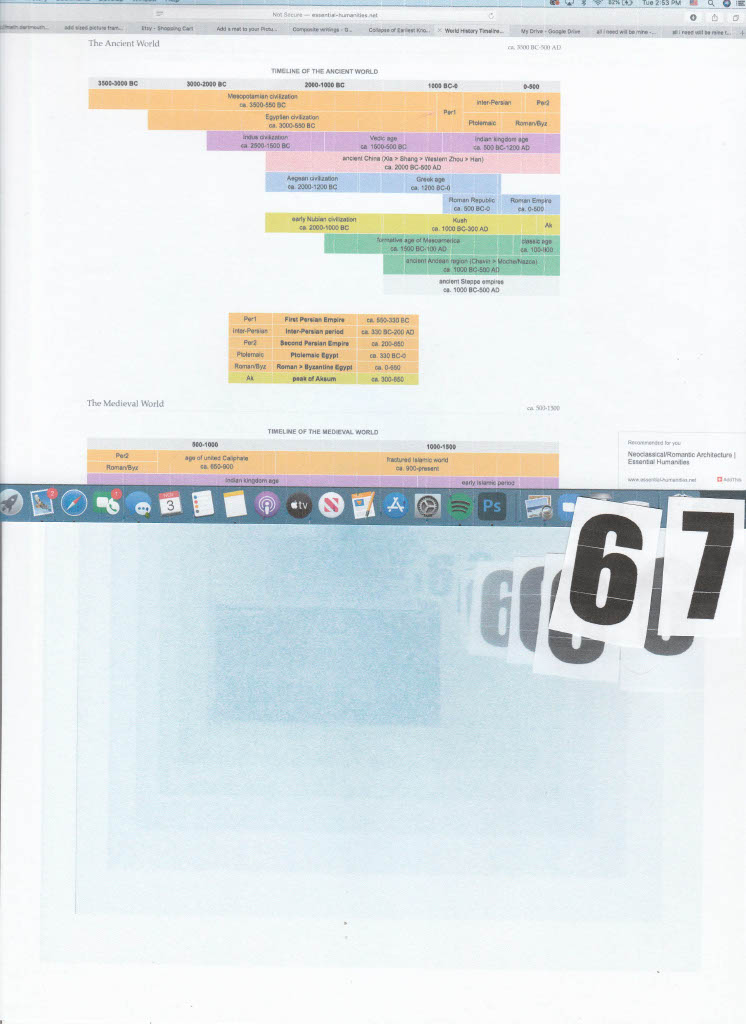 82%
Tue 2:53 PM
Not Secure — essential-humanities.net
add sized picture fram...
Etsy - Shopping Cart
Add a mat to your Pictu...
Composite writings - G...
Collapse of Earliest Kno...
World History Timeline...
My Drive - Google Drive
all i need will be mine -...
all i need will be mine f...
The Ancient World
ca. 3500 BC-500 AD
TIMELINE OF THE ANCIENT WORLD
3500-3000 BC 3000-2000 BC 2000-1000 BC 1000 BC-0 0-500
Mesopotamian civilization
ca. 3500-550 BC
Per1
inter-Persian
Per2
Egyptian civilization
ca. 3000-550 BC
Ptolemaic
Roman/Byz
Indus civilization
ca. 2500-1500 BC
Vedic age
ca. 1500-500 BC
Indian kingdom age
ca. 500 BC-1200 AD
ancient China (Xia > Shang > Western Zhou > Han)
ca. 2000 BC-500 AD
Aegean civilization
ca. 2000-1200 BC
Greek age
ca. 1200 BC-0
Roman Republic
ca. 500 BC-0
Roman Empire
ca. 0-500
early Nubian civilization
ca. 2000-1000 BC
Kush
ca. 1000 BC-300 AD
Ak
formative age of Mesoamerica
ca. 1500 BC-100 AD
classic age
ca. 100-900
ancient Andean region (Chavin > Moche/Nazca)
ca. 1000 BC-500 AD
ancient Steppe empires
ca. 1000 BC-500 AD
Per1 First Persian Empire ca. 550-330 BC
inter-Persian Inter-Persian period ca. 330 BC-200 AD
Per2 Second Persian Empire ca. 200-650
Ptolemaic Ptolemaic Egypt ca. 330 BC-0
Roman/Byz Roman > Byzantine Egypt ca. 0-650
Ak peak of Aksum ca. 300-650
The Medieval World
ca. 500-1500
TIMELINE OF THE MEDIEVAL WORLD
500-1000 1000-1500
Per2
Roman/Byz
age of united Caliphate
ca. 650-900
fractured Islamic world
ca. 900-present
Indian kingdom age
early Islamic period
Recommended for you
Neoclassical/Romantic Architecture |
Essential Humanities
www.essential-humanities.net
AddThis
3
tv
Ps
6 7
6